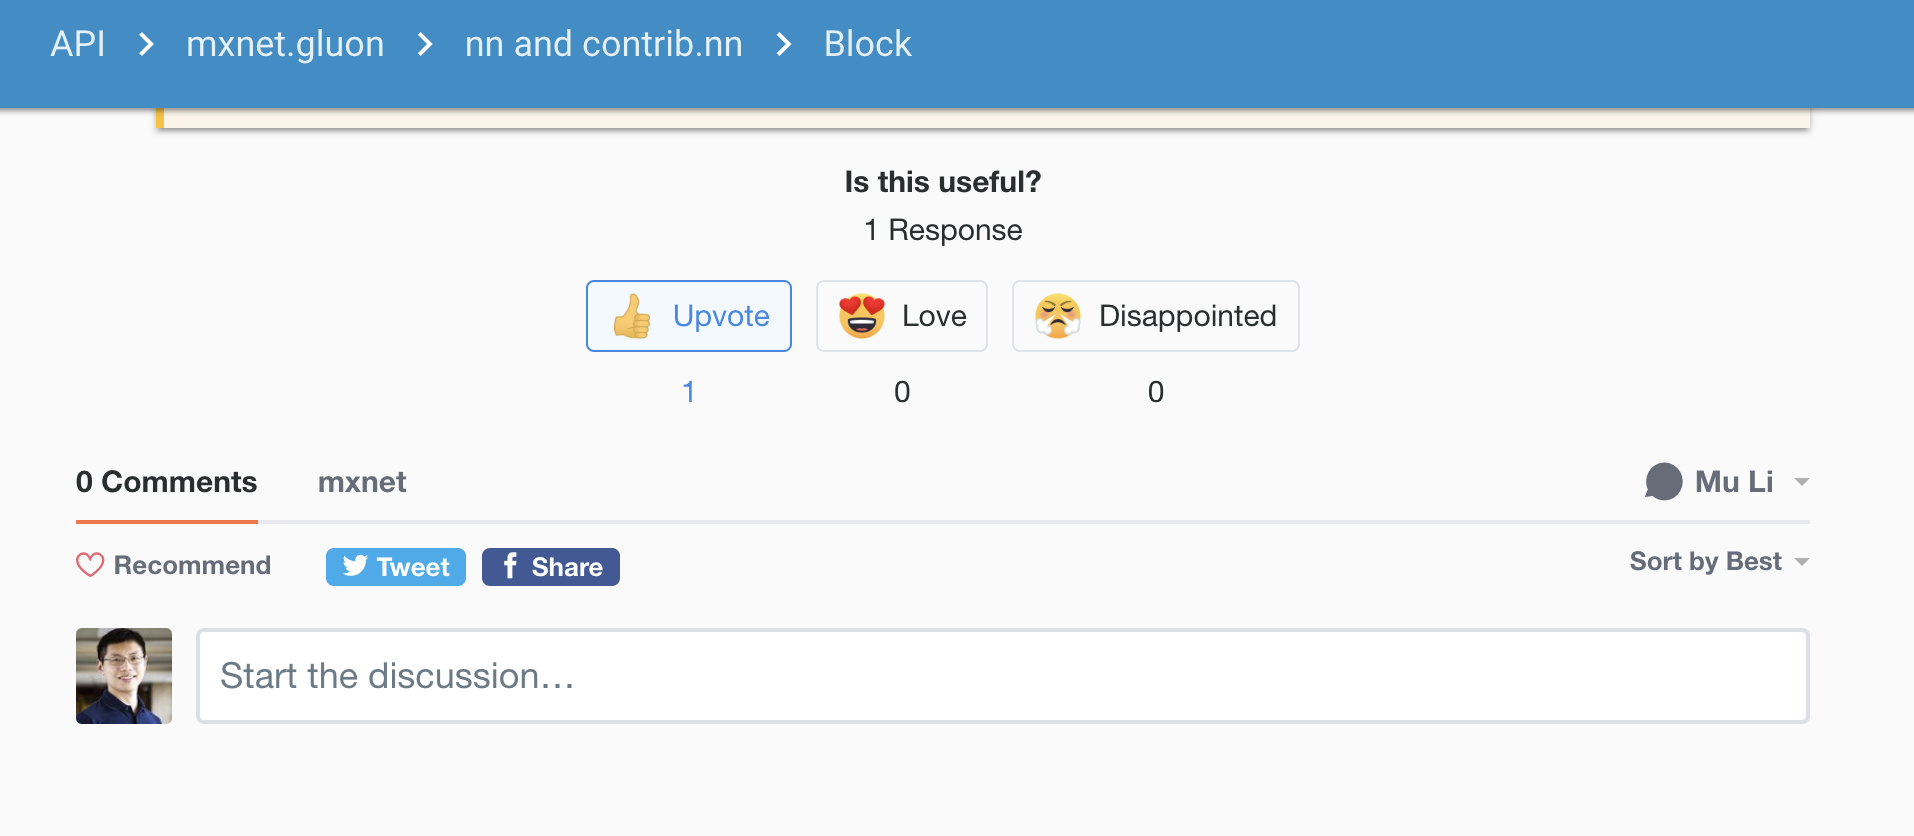 API > mxnet.gluon > nn and contrib.nn > Block
Is this useful?
1 Response
Upvote Love Disappointed
1 0 0
0 Comments mxnet Mu Li
Recommend Tweet Share Sort by Best
Start the discussion...